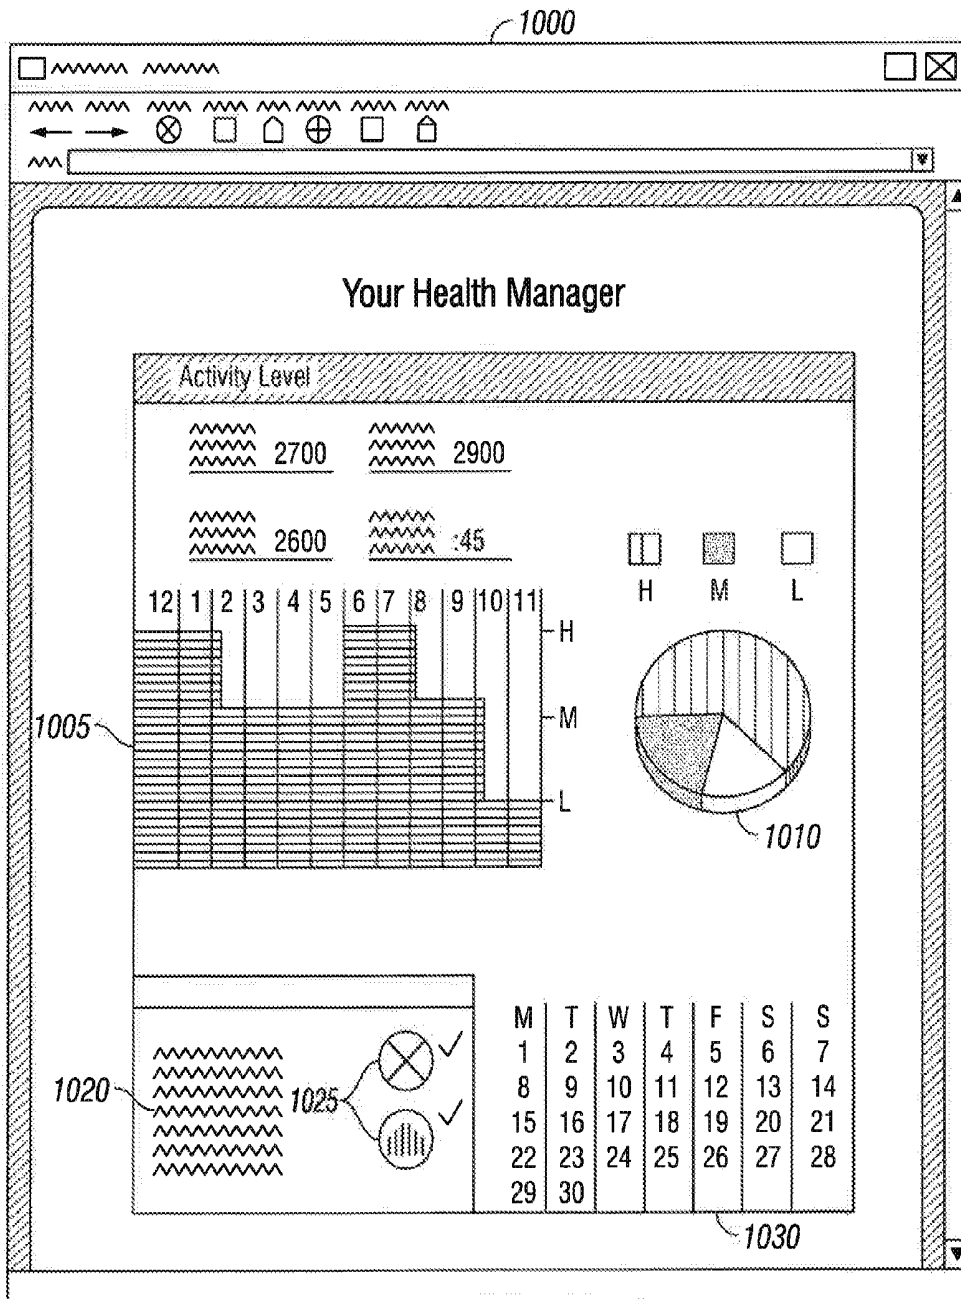 1000
Your Health Manager
Activity Level
2700 2900
2600 :45
H M L
12 1 2 3 4 5 6 7 8 9 10 11
H
M
L
1005
1010
M T W T F S S
1 2 3 4 5 6 7
8 9 10 11 12 13 14
15 16 17 18 19 20 21
22 23 24 25 26 27 28
29 30
1020
1025
1030